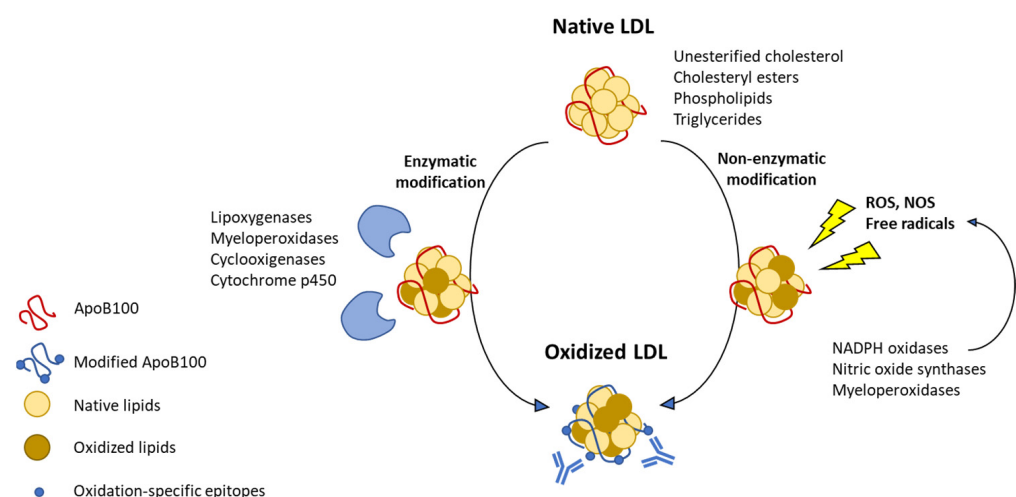 Native LDL
Unesterified cholesterol
Cholesteryl esters
Phospholipids
Triglycerides
Enzymatic
modification
Non-enzymatic
modification
Lipoxygenases
Myeloperoxidases
Cyclooxigenases
Cytochrome p450
ROS, NOS
Free radicals
NADPH oxidases
Nitric oxide synthases
Myeloperoxidases
Oxidized LDL
ApoB100
Modified ApoB100
Native lipids
Oxidized lipids
Oxidation-specific epitopes